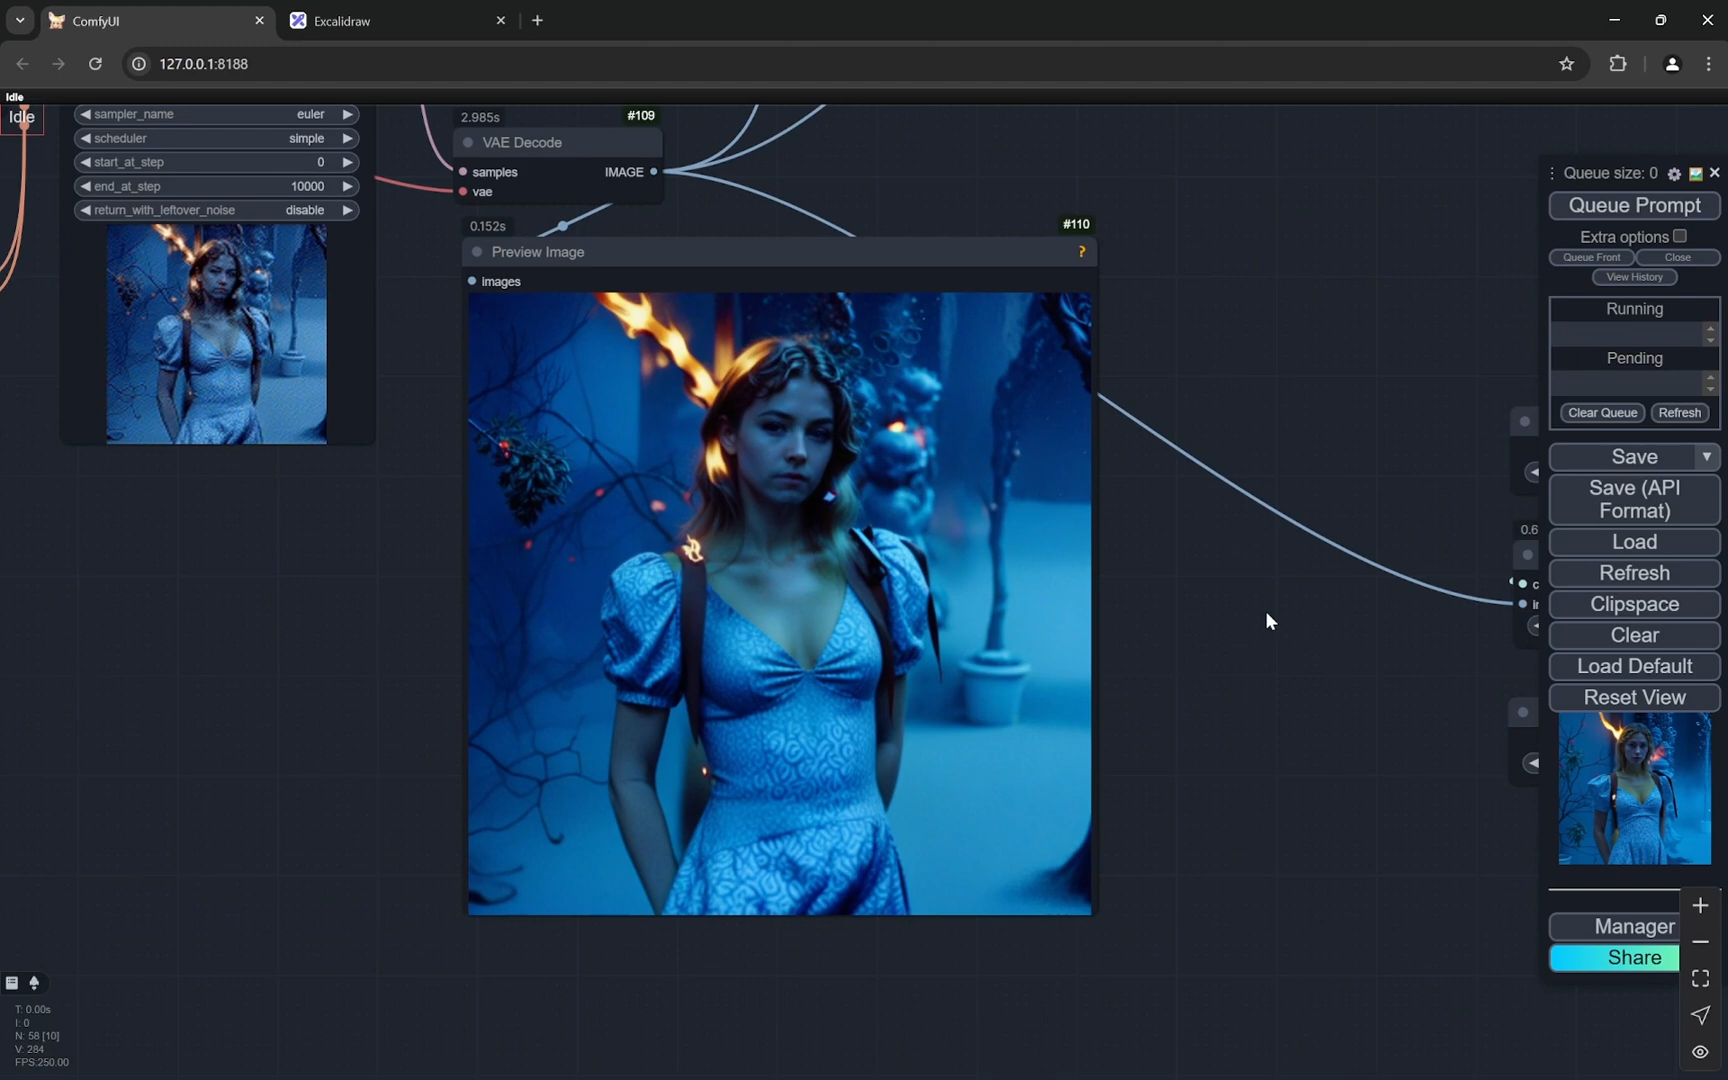 ComfyUI
Excalidraw
127.0.0.1:8188
Idle
Idle
sampler_name euler
scheduler simple
start_at_step 0
end_at_step 10000
return_with_leftover_noise disable
2.985s #109
VAE Decode
samples IMAGE
vae
0.152s #110
Preview Image ?
images
0.6
Queue size: 0
Queue Prompt
Extra options
Queue Front Close
View History
Running
Pending
Clear Queue Refresh
Save ▼
Save (API
Format)
Load
Refresh
Clipspace
Clear
Load Default
Reset View
Manager
Share
T: 0.00s
I: 0
N: 58 [10]
V: 284
FPS:250.00